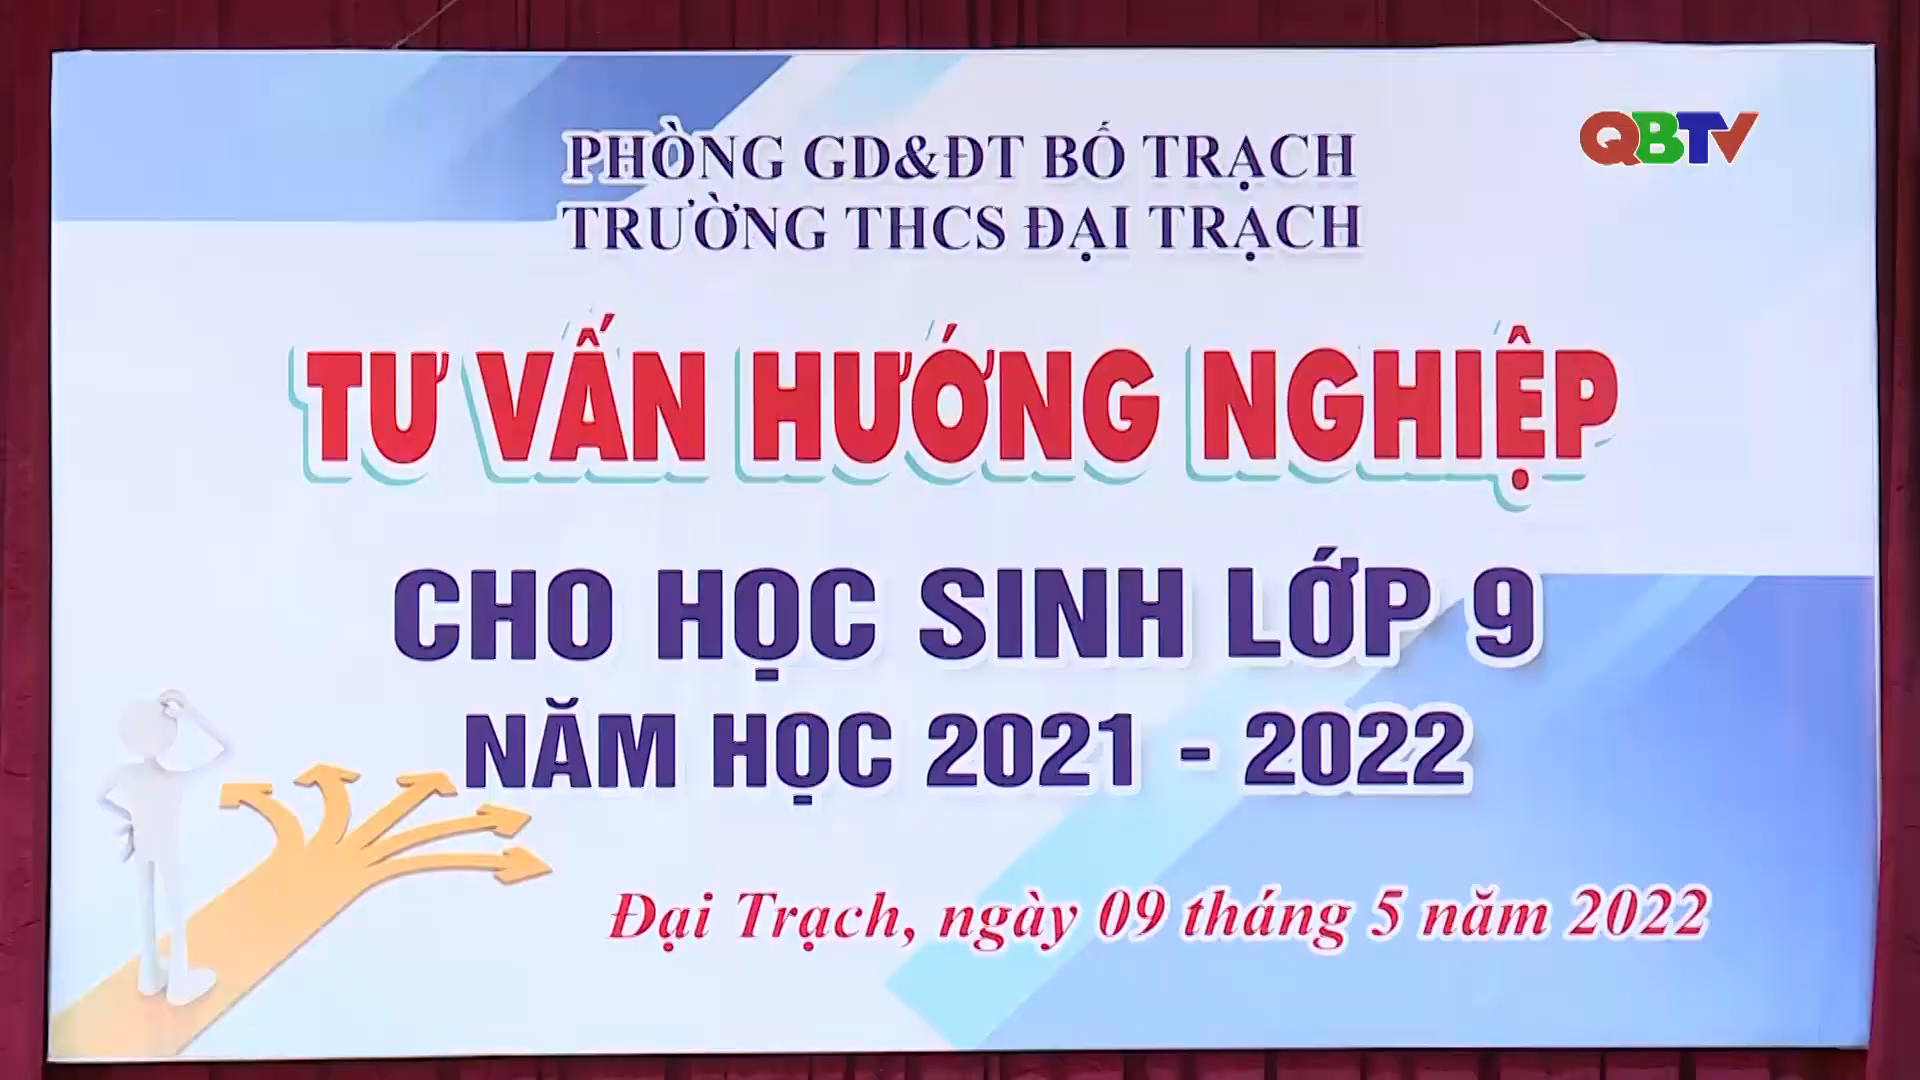 QBTV
PHÒNG GD&ĐT BỐ TRẠCH
TRƯỜNG THCS ĐẠI TRẠCH
TƯ VẤN HƯỚNG NGHIỆP
CHO HỌC SINH LỚP 9
NĂM HỌC 2021 - 2022
Đại Trạch, ngày 09 tháng 5 năm 2022